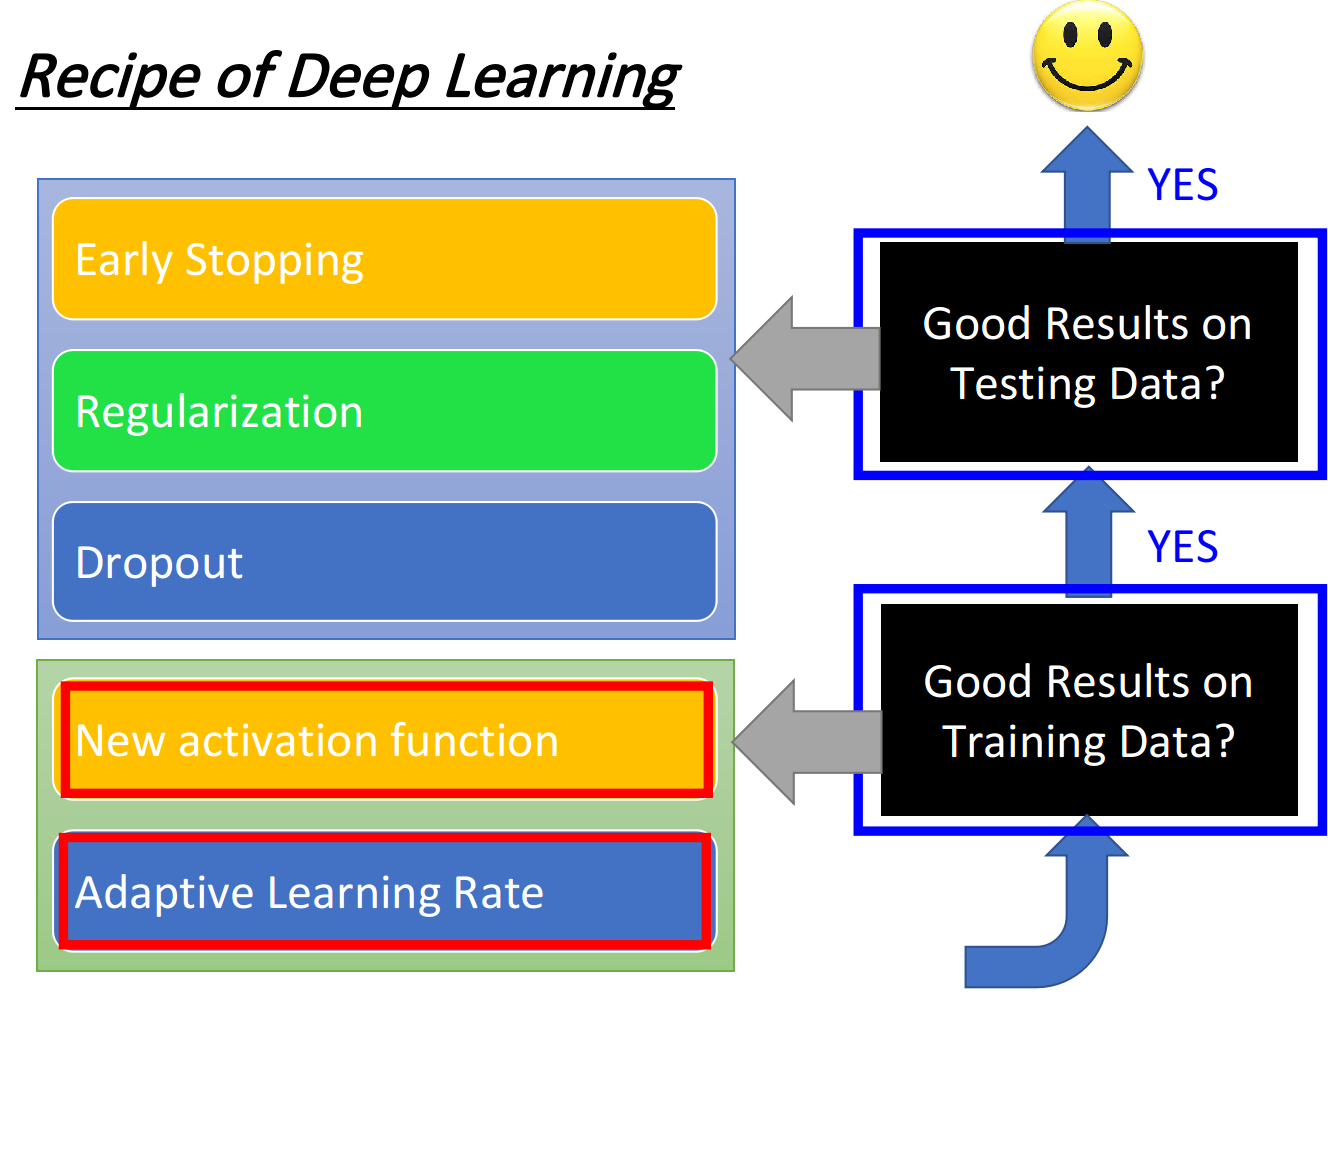 Recipe of Deep Learning
YES
Early Stopping
Good Results on
Testing Data?
Regularization
Dropout
YES
New activation function
Good Results on
Training Data?
Adaptive Learning Rate